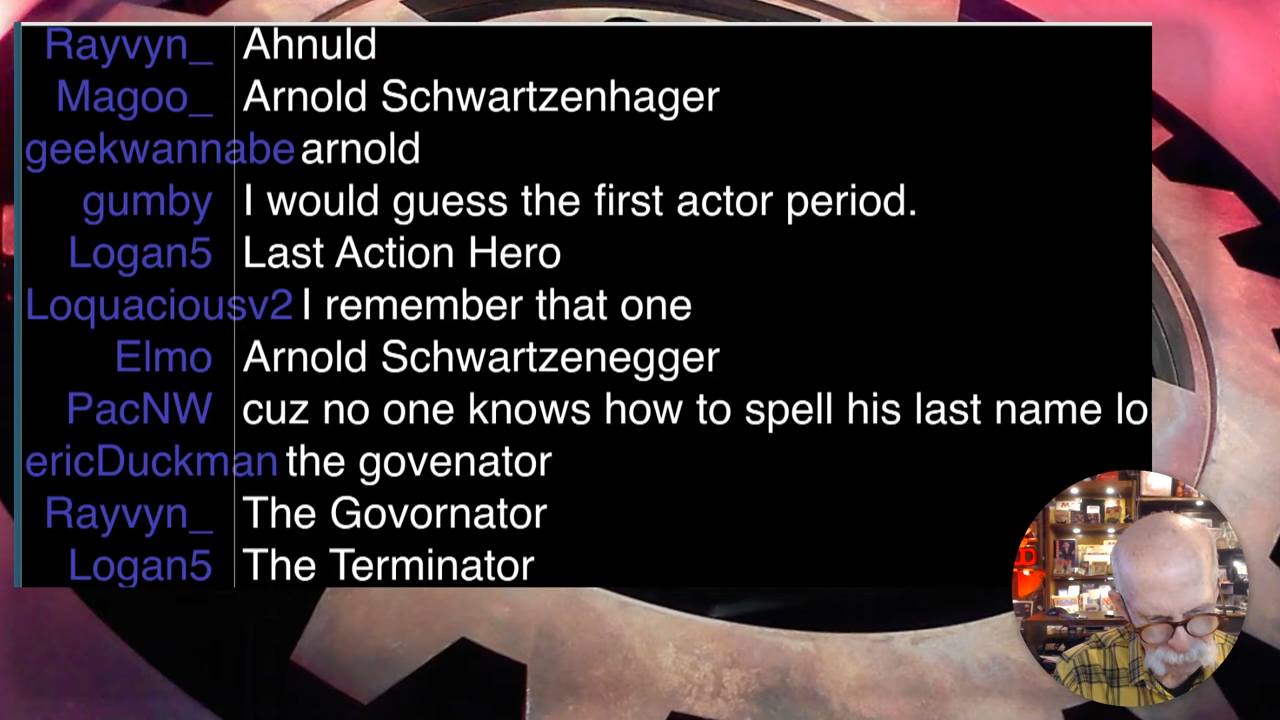 Rayvyn_ Ahnuld
Magoo_ Arnold Schwartzenhager
geekwannabe arnold
gumby I would guess the first actor period.
Logan5 Last Action Hero
Loquaciousv2 I remember that one
Elmo Arnold Schwartzenegger
PacNW cuz no one knows how to spell his last name lo
ericDuckman the govenator
Rayvyn_ The Govornator
Logan5 The Terminator